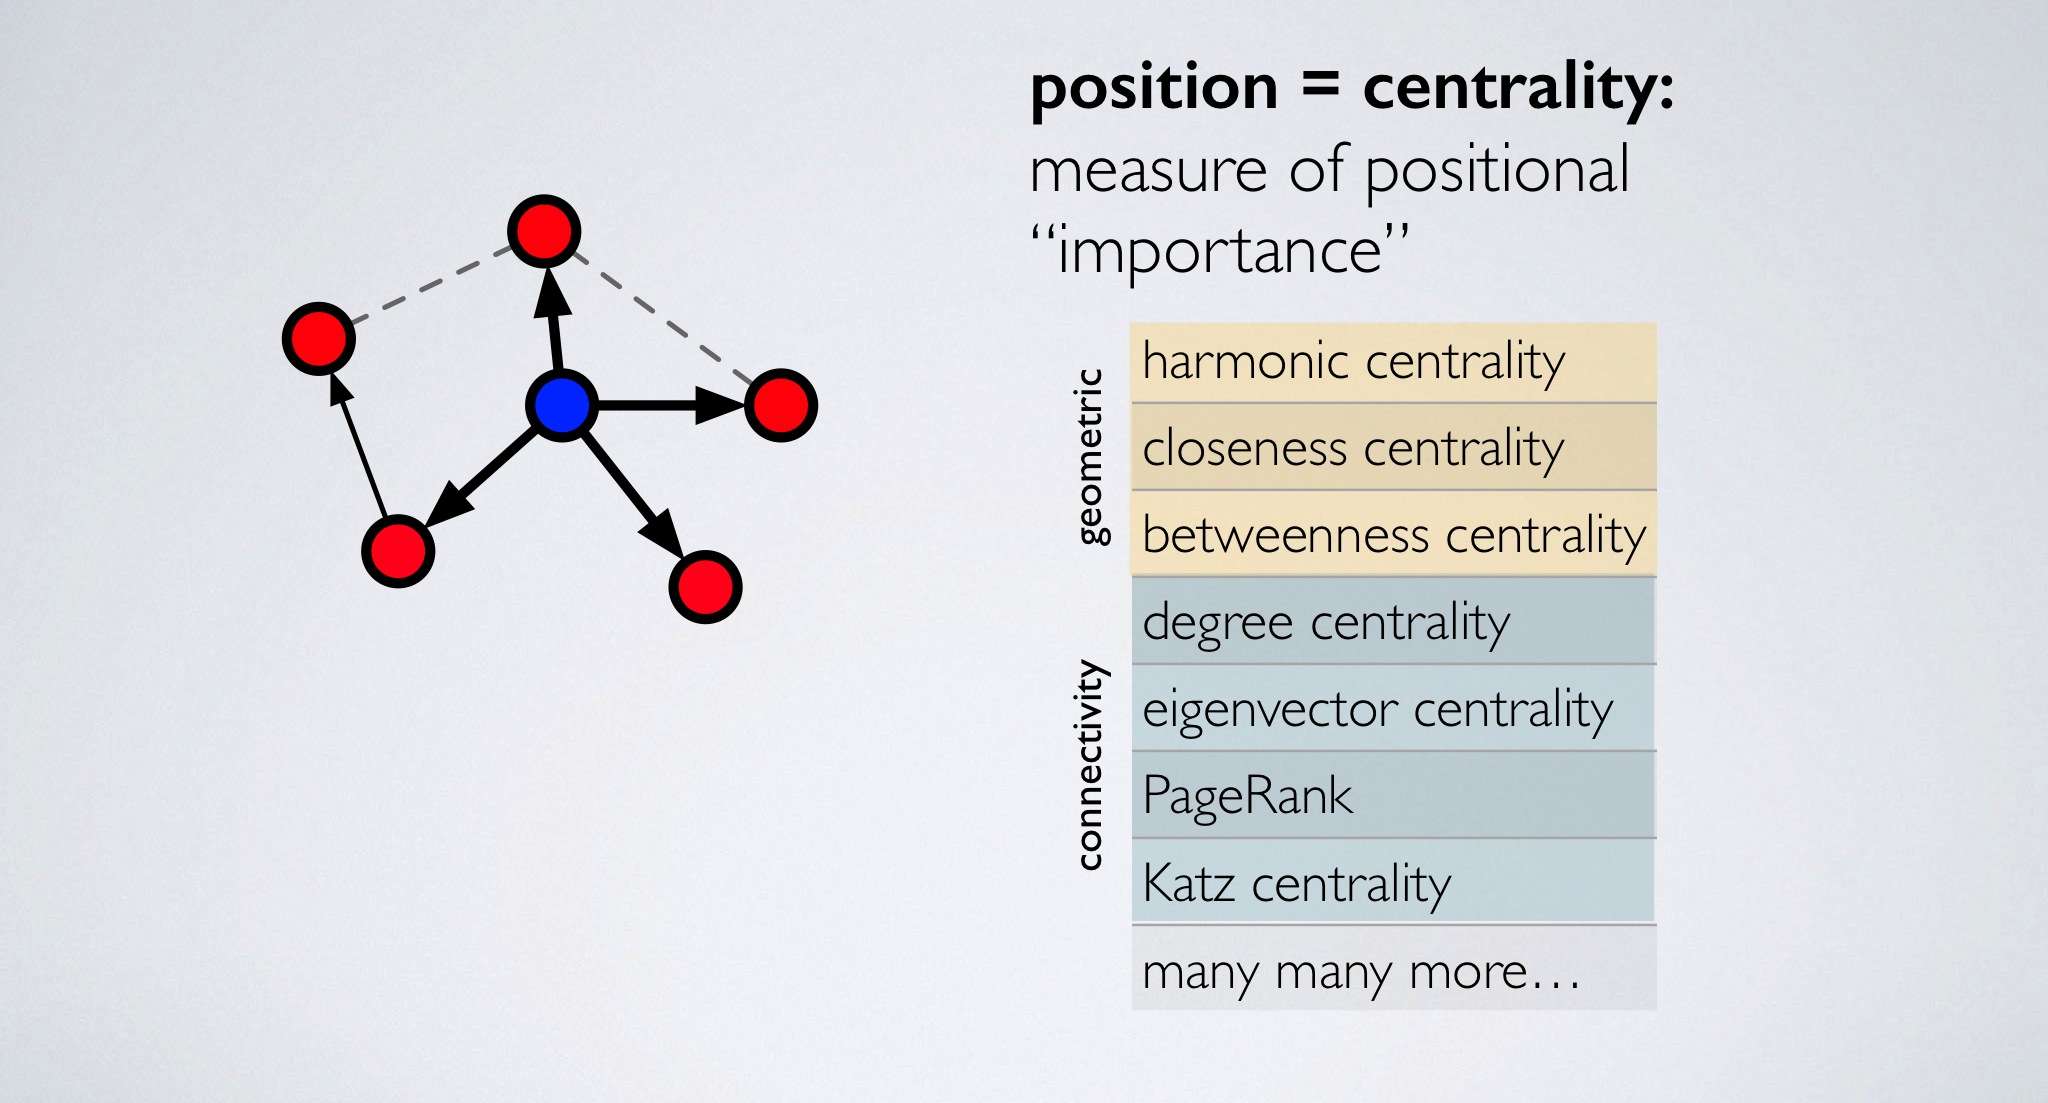 position = centrality:
measure of positional
“importance”
geometric
harmonic centrality
closeness centrality
betweenness centrality
connectivity
degree centrality
eigenvector centrality
PageRank
Katz centrality
many many more…